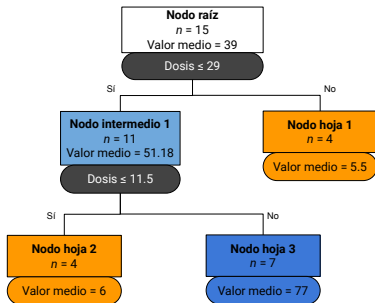 Nodo raíz
n = 15
Valor medio = 39
Dosis ≤ 29
Sí
No
Nodo intermedio 1
n = 11
Valor medio = 51.18
Nodo hoja 1
n = 4
Valor medio = 5.5
Dosis ≤ 11.5
Sí
No
Nodo hoja 2
n = 4
Valor medio = 6
Nodo hoja 3
n = 7
Valor medio = 77